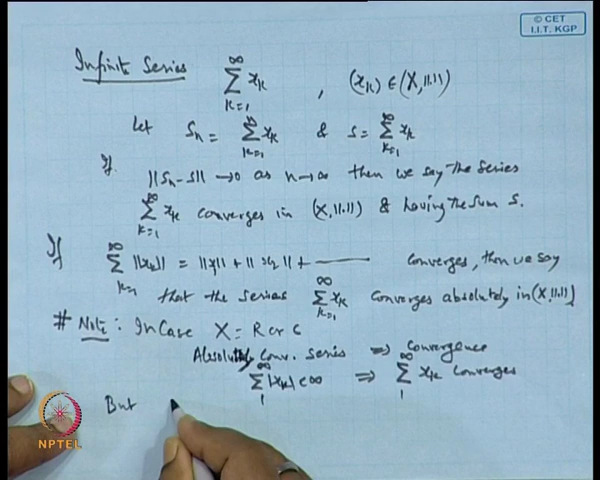 © CET
I.I.T. KGP
Infinite Series ∑_{k=1}^{∞} x_k , (x_k) ∈ (X, ||.||)
Let S_n = ∑_{k=1}^{n} x_k & s = ∑_{k=1}^{∞} x_k
If
||S_n - s|| → 0 as n → ∞ then we say the series
∑_{k=1}^{∞} x_k converges in (X, ||.||) & having the sum S.
If ∑_{k=1}^{∞} ||x_k|| = ||x_1|| + ||x_2|| + ——— converges, then we say
that the series ∑_{k=1}^{∞} x_k converges absolutely in (X, ||.||)
# Note: In Case X = R or C
Absolutely conv. series ⇒ convergence
∑_{1}^{∞} |x_k| < ∞ ⇒ ∑_{1}^{∞} x_k converges
But
NPTEL